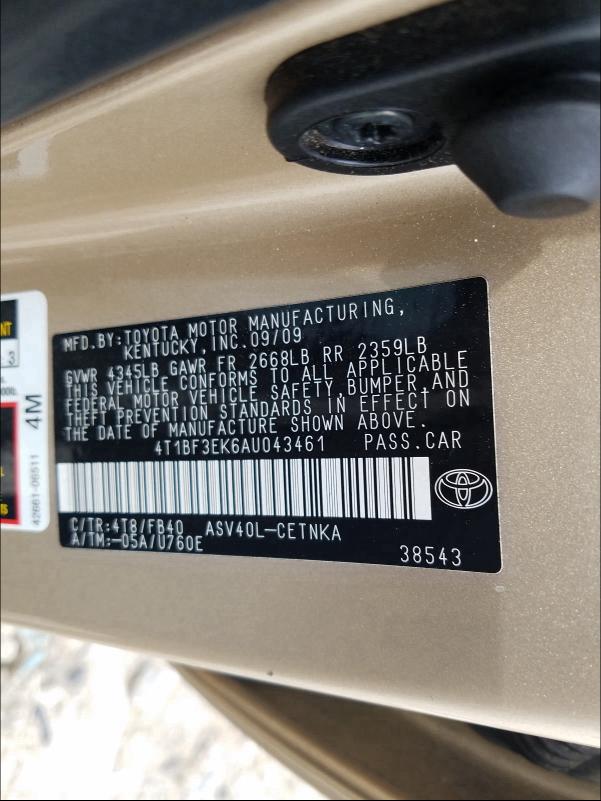 MFD.BY:TOYOTA MOTOR MANUFACTURING,
KENTUCKY,INC.09/09
GVWR 4345LB GAWR FR 2668LB RR 2359LB
THIS VEHICLE CONFORMS TO ALL APPLICABLE
FEDERAL MOTOR VEHICLE SAFETY,BUMPER,AND
THEFT PREVENTION STANDARDS IN EFFECT ON
THE DATE OF MANUFACTURE SHOWN ABOVE.
4T1BF3EK6AU043461 PASS.CAR
C/TR:4T8/FB40 ASV40L-CETNKA
A/TM:-05A/U760E
38543
4M
42661-06511